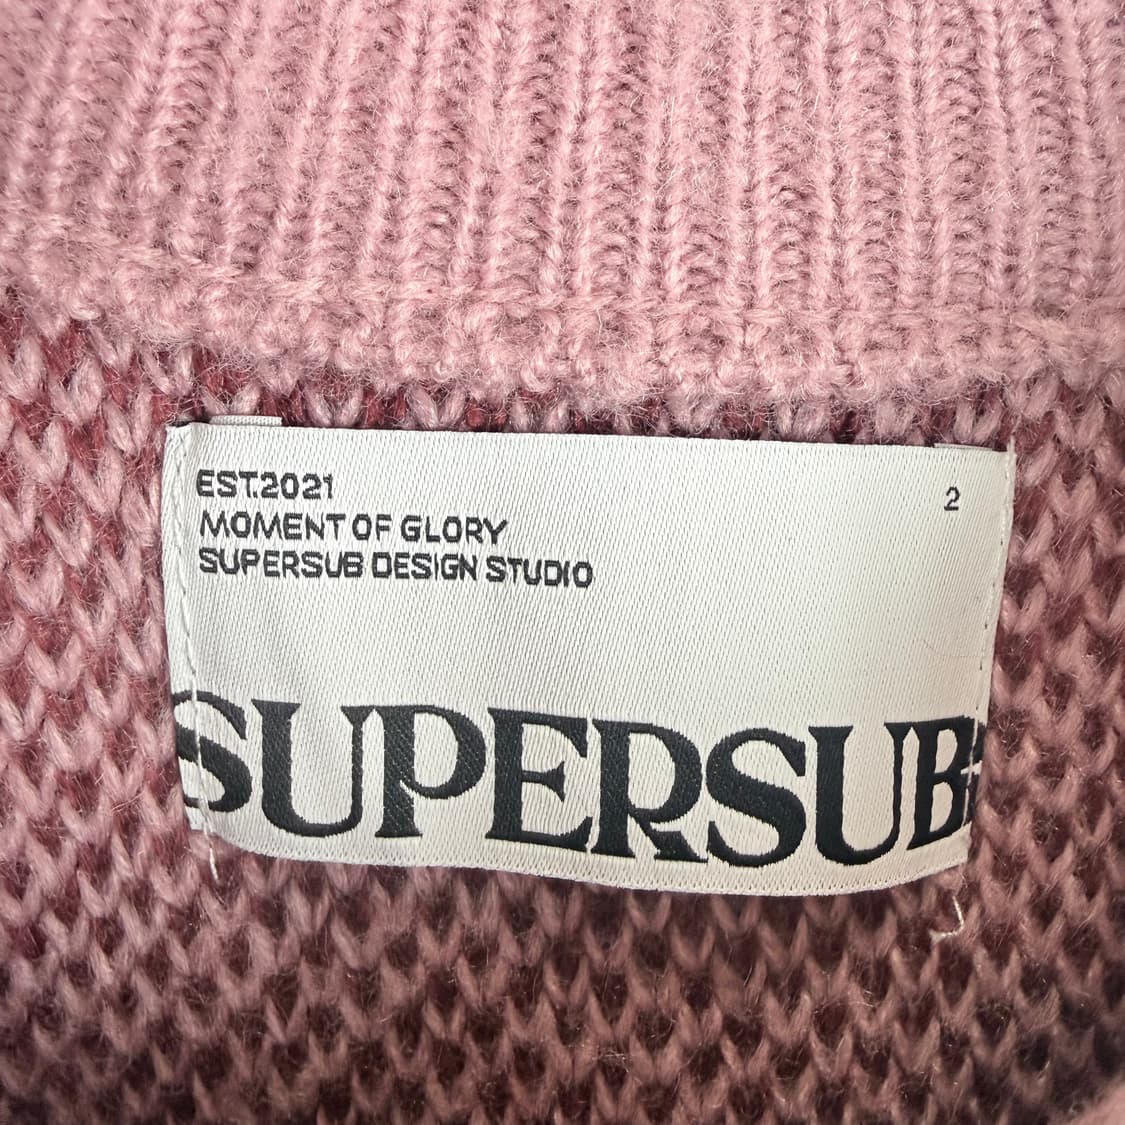 EST.2021
2
MOMENT OF GLORY
SUPERSUB DESIGN STUDIO
SUPERSUB